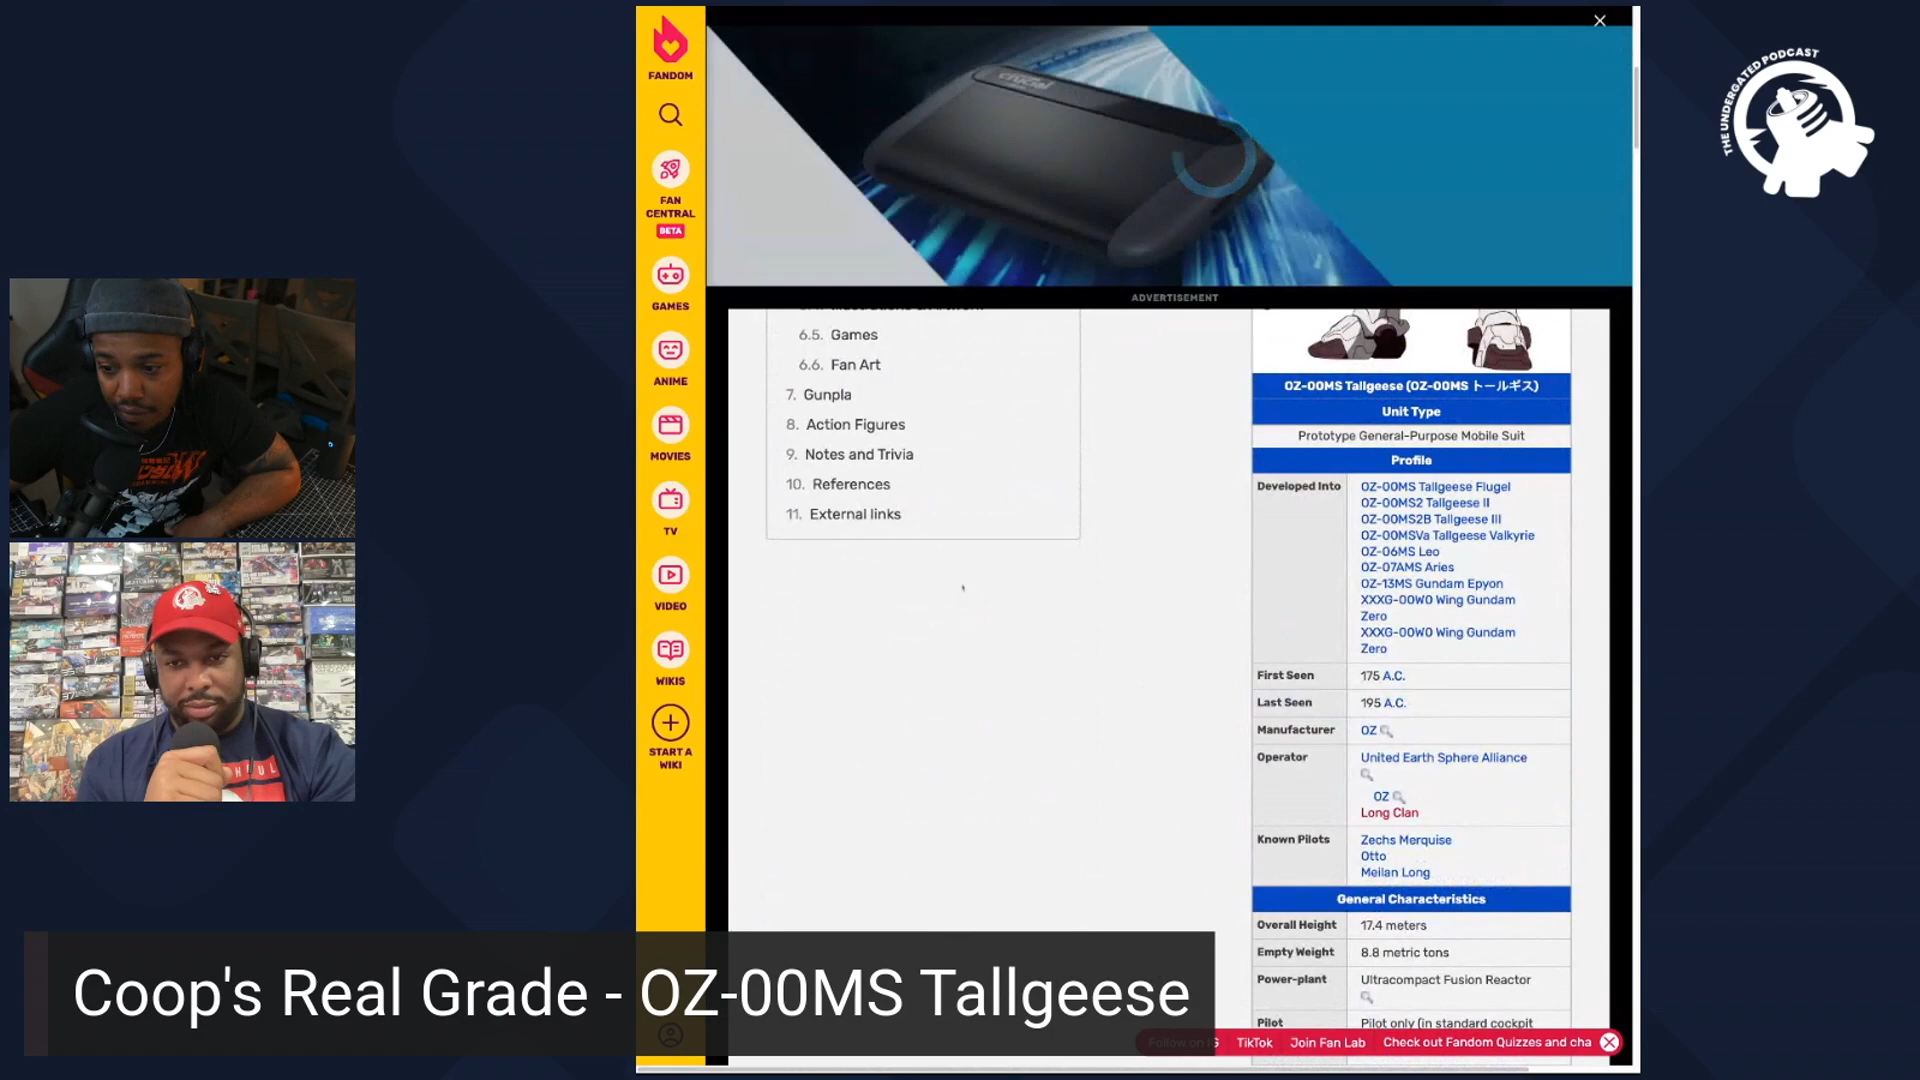 FANDOM
FAN
CENTRAL
BETA
GAMES
ANIME
MOVIES
TV
VIDEO
WIKIS
START A
WIKI
crucial
ADVERTISEMENT
6.5. Games
6.6. Fan Art
7. Gunpla
8. Action Figures
9. Notes and Trivia
10. References
11. External links
OZ-00MS Tallgeese (OZ-00MS トールギス)
Unit Type
Prototype General-Purpose Mobile Suit
Profile
Developed Into
OZ-00MS Tallgeese Flugel
OZ-00MS2 Tallgeese II
OZ-00MS2B Tallgeese III
OZ-00MSVa Tallgeese Valkyrie
OZ-06MS Leo
OZ-07AMS Aries
OZ-13MS Gundam Epyon
XXXG-00W0 Wing Gundam
Zero
XXXG-00W0 Wing Gundam
Zero
First Seen 175 A.C.
Last Seen 195 A.C.
Manufacturer OZ
Operator United Earth Sphere Alliance
OZ
Long Clan
Known Pilots Zechs Merquise
Otto
Meilan Long
General Characteristics
Overall Height 17.4 meters
Empty Weight 8.8 metric tons
Power-plant Ultracompact Fusion Reactor
Pilot Pilot only (in standard cockpit
Follow on IG TikTok Join Fan Lab Check out Fandom Quizzes and cha
Coop's Real Grade - OZ-00MS Tallgeese
THE UNDERGATED PODCAST